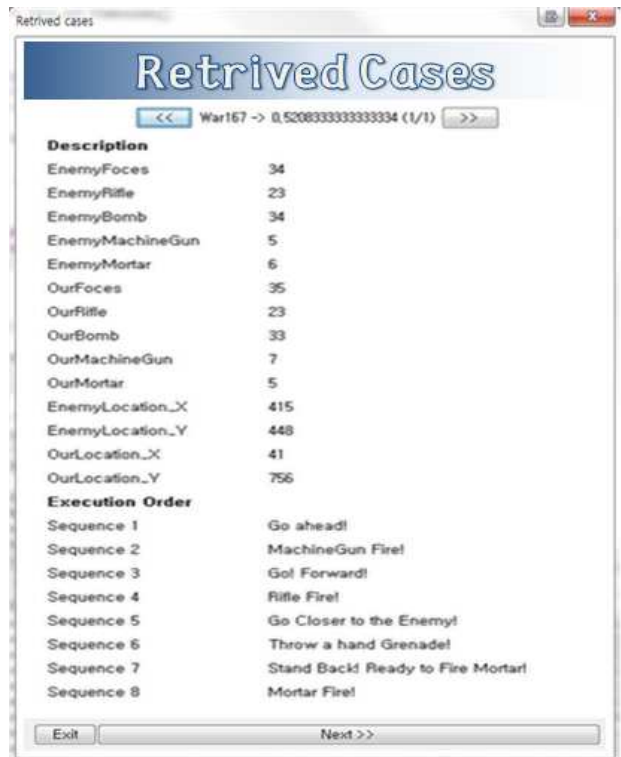 Retrived cases
Retrived Cases
<< War167 -> 0,5208333333333334 (1/1) >>
Description
EnemyFoces 34
EnemyRifle 23
EnemyBomb 34
EnemyMachineGun 5
EnemyMortar 6
OurFoces 35
OurRifle 23
OurBomb 33
OurMachineGun 7
OurMortar 5
EnemyLocation_X 415
EnemyLocation_Y 448
OurLocation_X 41
OurLocation_Y 756
Execution Order
Sequence 1 Go ahead!
Sequence 2 MachineGun Fire!
Sequence 3 Go! Forward!
Sequence 4 Rifle Fire!
Sequence 5 Go Closer to the Enemy!
Sequence 6 Throw a hand Grenade!
Sequence 7 Stand Back! Ready to Fire Mortar!
Sequence 8 Mortar Fire!
Exit Next >>